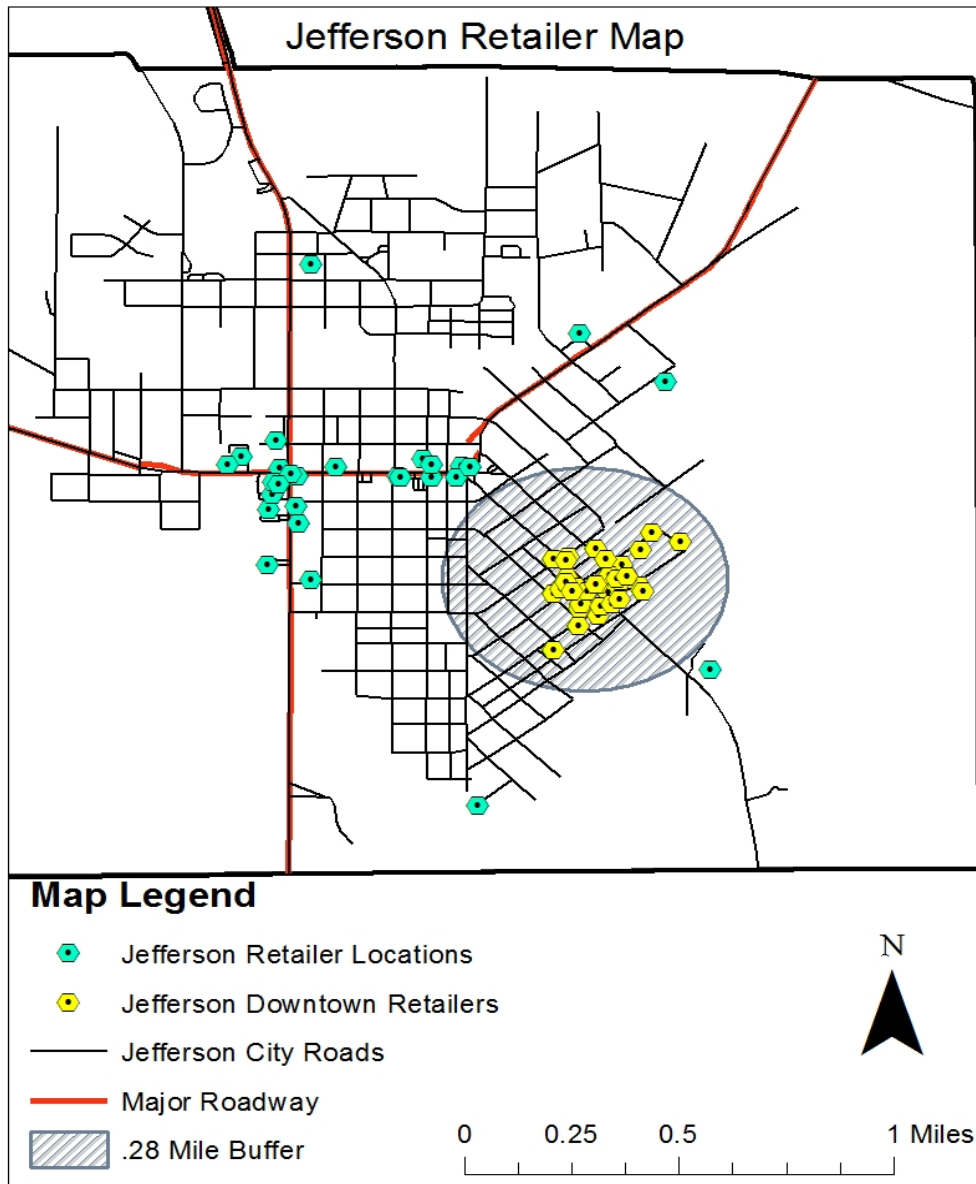 Jefferson Retailer Map
Map Legend
Jefferson Retailer Locations
Jefferson Downtown Retailers
Jefferson City Roads
Major Roadway
.28 Mile Buffer
N
0 0.25 0.5 1 Miles